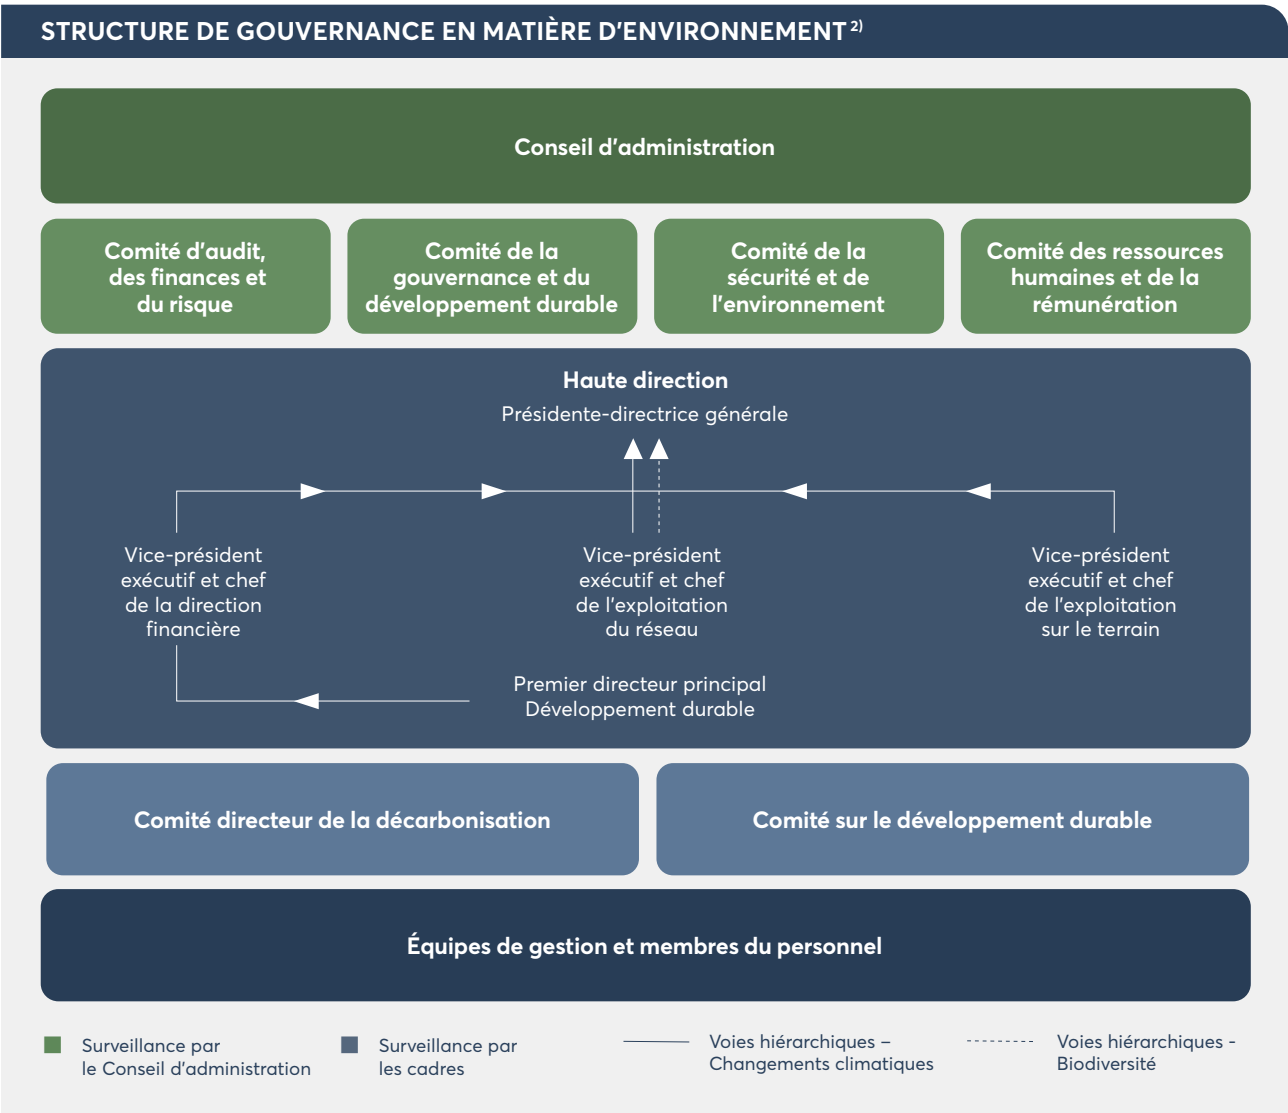 STRUCTURE DE GOUVERNANCE EN MATIÈRE D'ENVIRONNEMENT 2)
Conseil d'administration
Comité d'audit,
des finances et
du risque
Comité de la
gouvernance et du
développement durable
Comité de la
sécurité et de
l'environnement
Comité des ressources
humaines et de la
rémunération
Haute direction
Présidente-directrice générale
Vice-président
exécutif et chef
de la direction
financière
Vice-président
exécutif et chef
de l'exploitation
du réseau
Vice-président
exécutif et chef
de l'exploitation
sur le terrain
Premier directeur principal
Développement durable
Comité directeur de la décarbonisation
Comité sur le développement durable
Équipes de gestion et membres du personnel
Surveillance par
le Conseil d'administration
Surveillance par
les cadres
Voies hiérarchiques –
Changements climatiques
Voies hiérarchiques -
Biodiversité